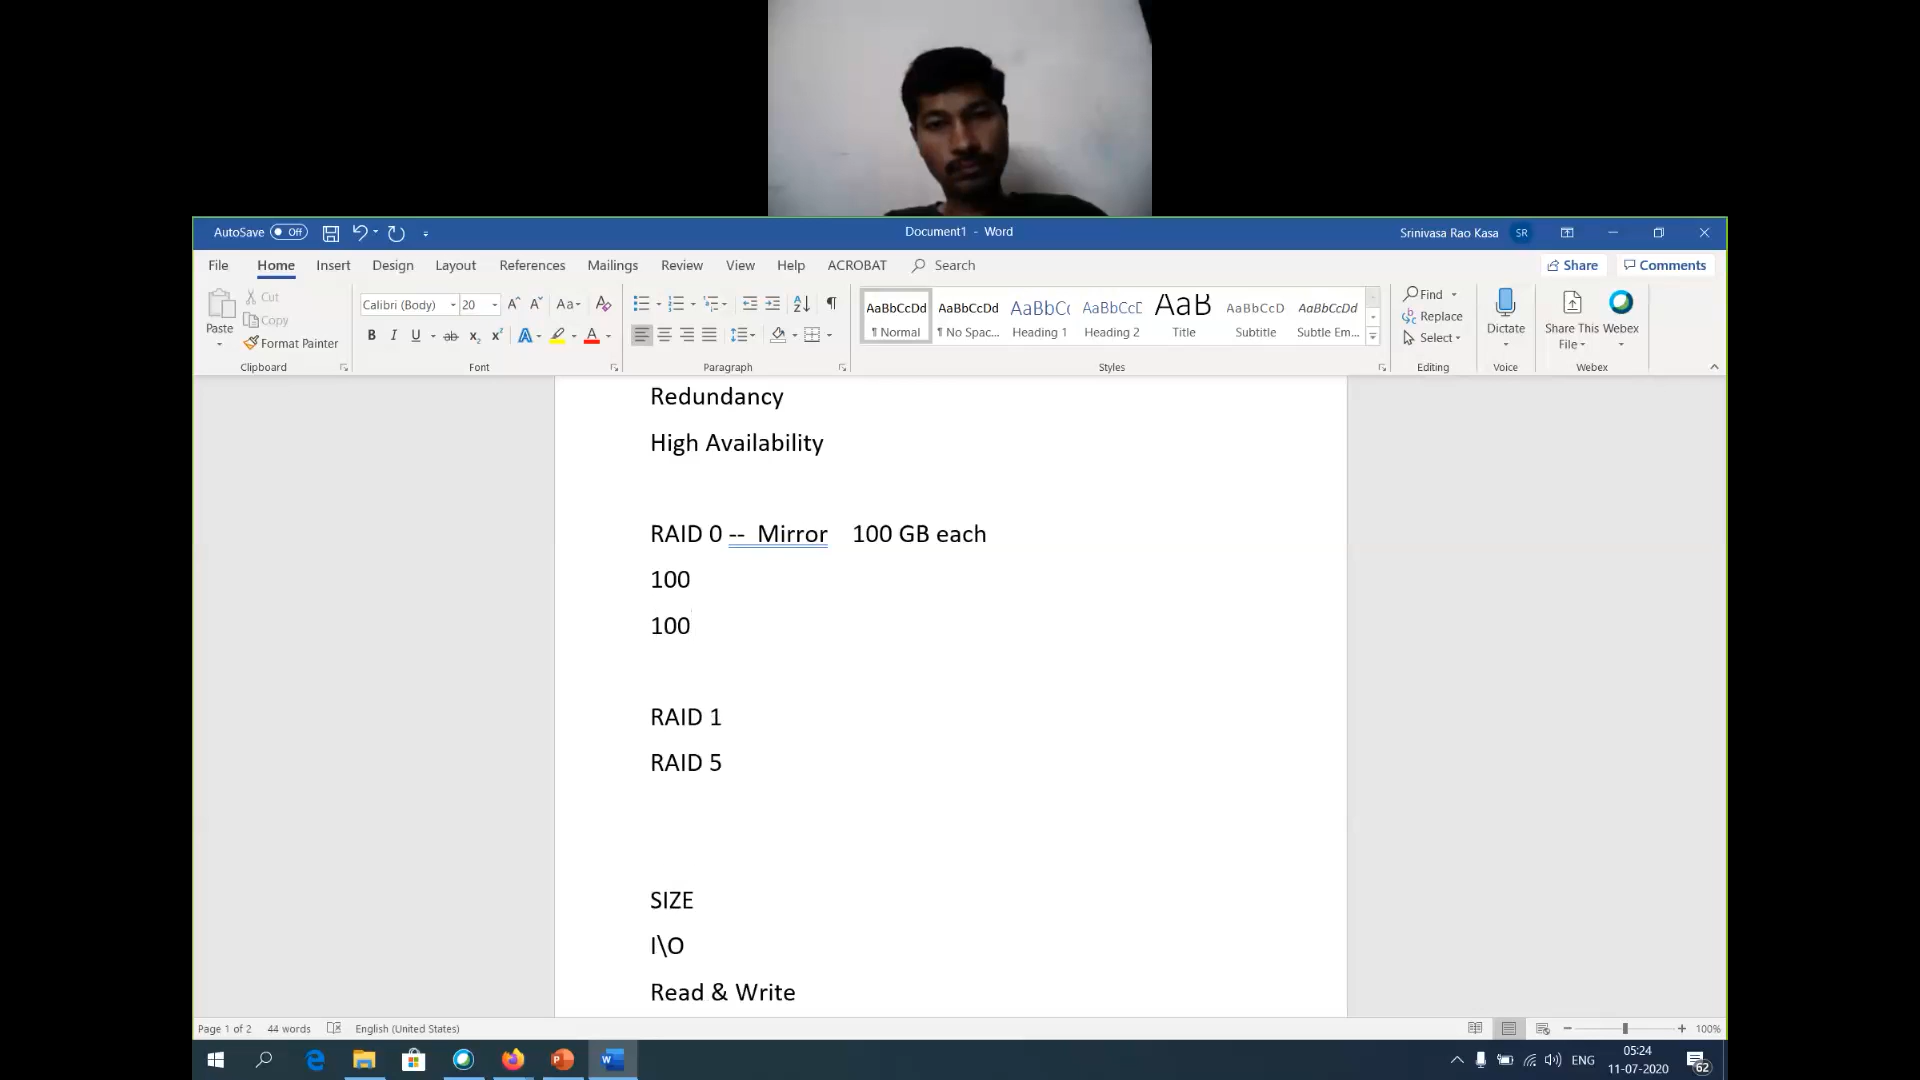 AutoSave Off
Document1 - Word
Srinivasa Rao Kasa SR
File Home Insert Design Layout References Mailings Review View Help ACROBAT Search
Share Comments
Paste
Cut
Copy
Format Painter
Clipboard
Calibri (Body) 20
Font
Paragraph
AaBbCcDd AaBbCcDd AaBbCc AaBbCcD AaB AaBbCcD AaBbCcDd
¶ Normal ¶ No Spac... Heading 1 Heading 2 Title Subtitle Subtle Em...
Styles
Find
Replace
Select
Editing
Dictate
Voice
Share This File
Webex
Webex
Redundancy
High Availability
RAID 0 -- Mirror 100 GB each
100
100
RAID 1
RAID 5
SIZE
I\O
Read & Write
Page 1 of 2 44 words English (United States) 100%
ENG
05:24
11-07-2020
62